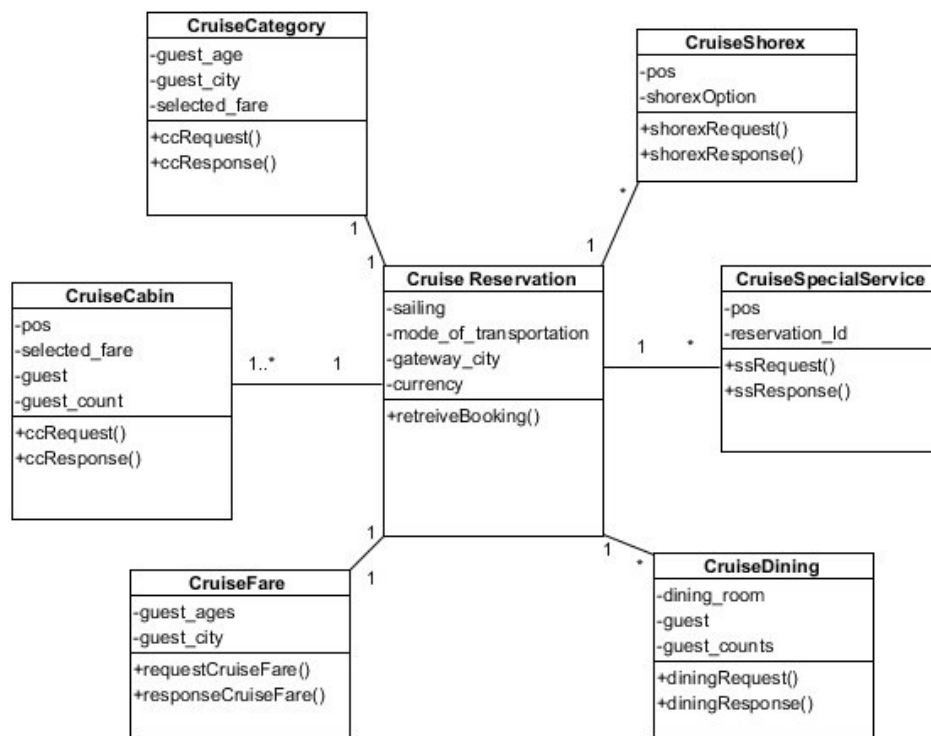 CruiseCategory
-guest_age
-guest_city
-selected_fare
+ccRequest()
+ccResponse()
CruiseShorex
-pos
-shorexOption
+shorexRequest()
+shorexResponse()
*
1
1
1
Cruise Reservation
-sailing
-mode_of_transportation
-gateway_city
-currency
+retreiveBooking()
CruiseCabin
-pos
-selected_fare
-guest
-guest_count
+ccRequest()
+ccResponse()
1..*
1
CruiseSpecialService
-pos
-reservation_Id
+ssRequest()
+ssResponse()
1
*
1
1
CruiseFare
-guest_ages
-guest_city
+requestCruiseFare()
+responseCruiseFare()
1
*
CruiseDining
-dining_room
-guest
-guest_counts
+diningRequest()
+diningResponse()